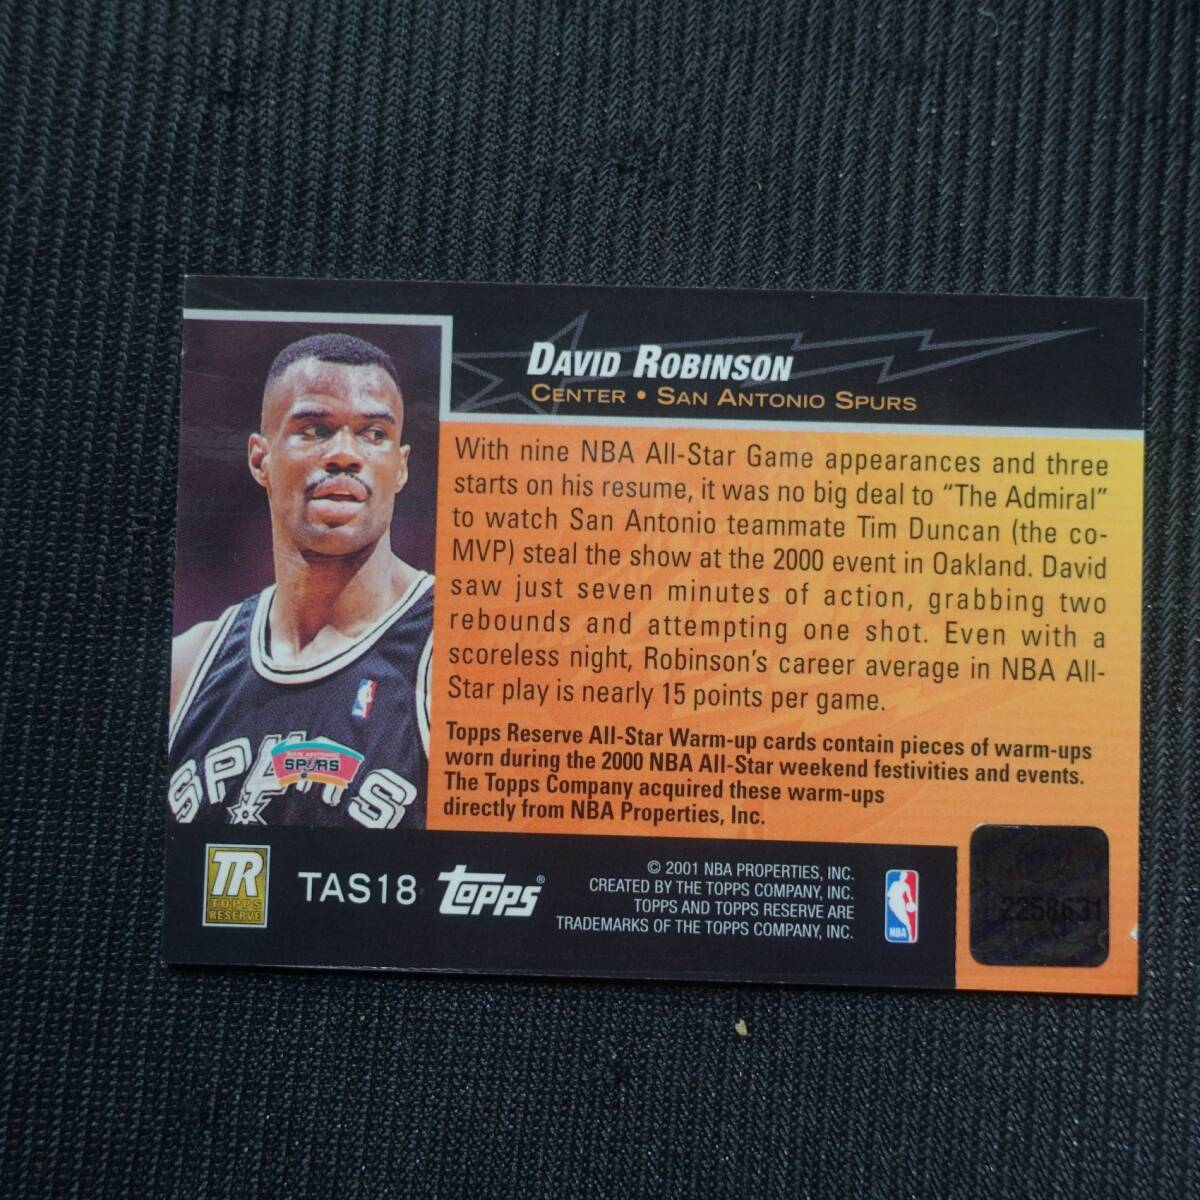 DAVID ROBINSON
CENTER • SAN ANTONIO SPURS
With nine NBA All-Star Game appearances and three
starts on his resume, it was no big deal to “The Admiral”
to watch San Antonio teammate Tim Duncan (the co-
MVP) steal the show at the 2000 event in Oakland. David
saw just seven minutes of action, grabbing two
rebounds and attempting one shot. Even with a
scoreless night, Robinson's career average in NBA All-
Star play is nearly 15 points per game.
Topps Reserve All-Star Warm-up cards contain pieces of warm-ups
worn during the 2000 NBA All-Star weekend festivities and events.
The Topps Company acquired these warm-ups
directly from NBA Properties, Inc.
SAN ANTONIO
SPURS
TR
TOPPS
RESERVE
TAS18
Topps®
© 2001 NBA PROPERTIES, INC.
CREATED BY THE TOPPS COMPANY, INC.
TOPPS AND TOPPS RESERVE ARE
TRADEMARKS OF THE TOPPS COMPANY, INC.
NBA
2258631